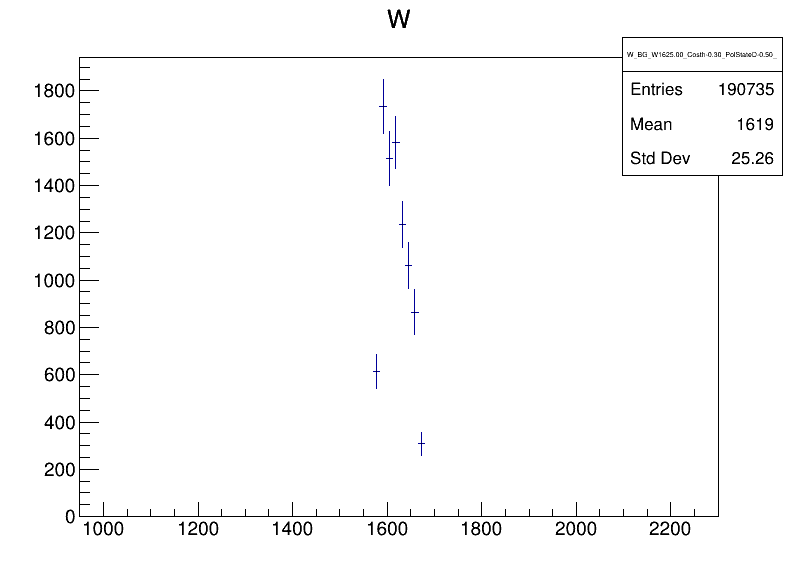 W
W_BG_W1625.00_Costh-0.30_PolStateD-0.50_
Entries 190735
Mean 1619
Std Dev 25.26
1800
1600
1400
1200
1000
800
600
400
200
0
1000 1200 1400 1600 1800 2000 2200